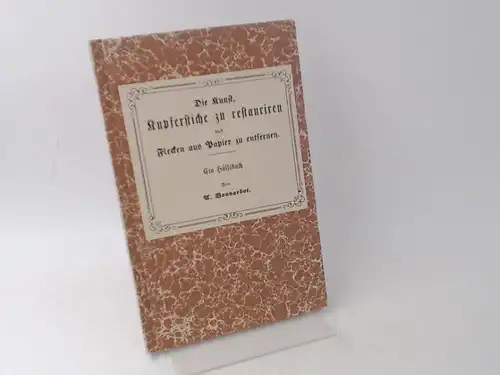 Die Kunst,
Kupferstiche zu restauriren
und
Flecken aus Papier zu entfernen.
Ein Hülfsbuch
Von
A. Bonnardot.